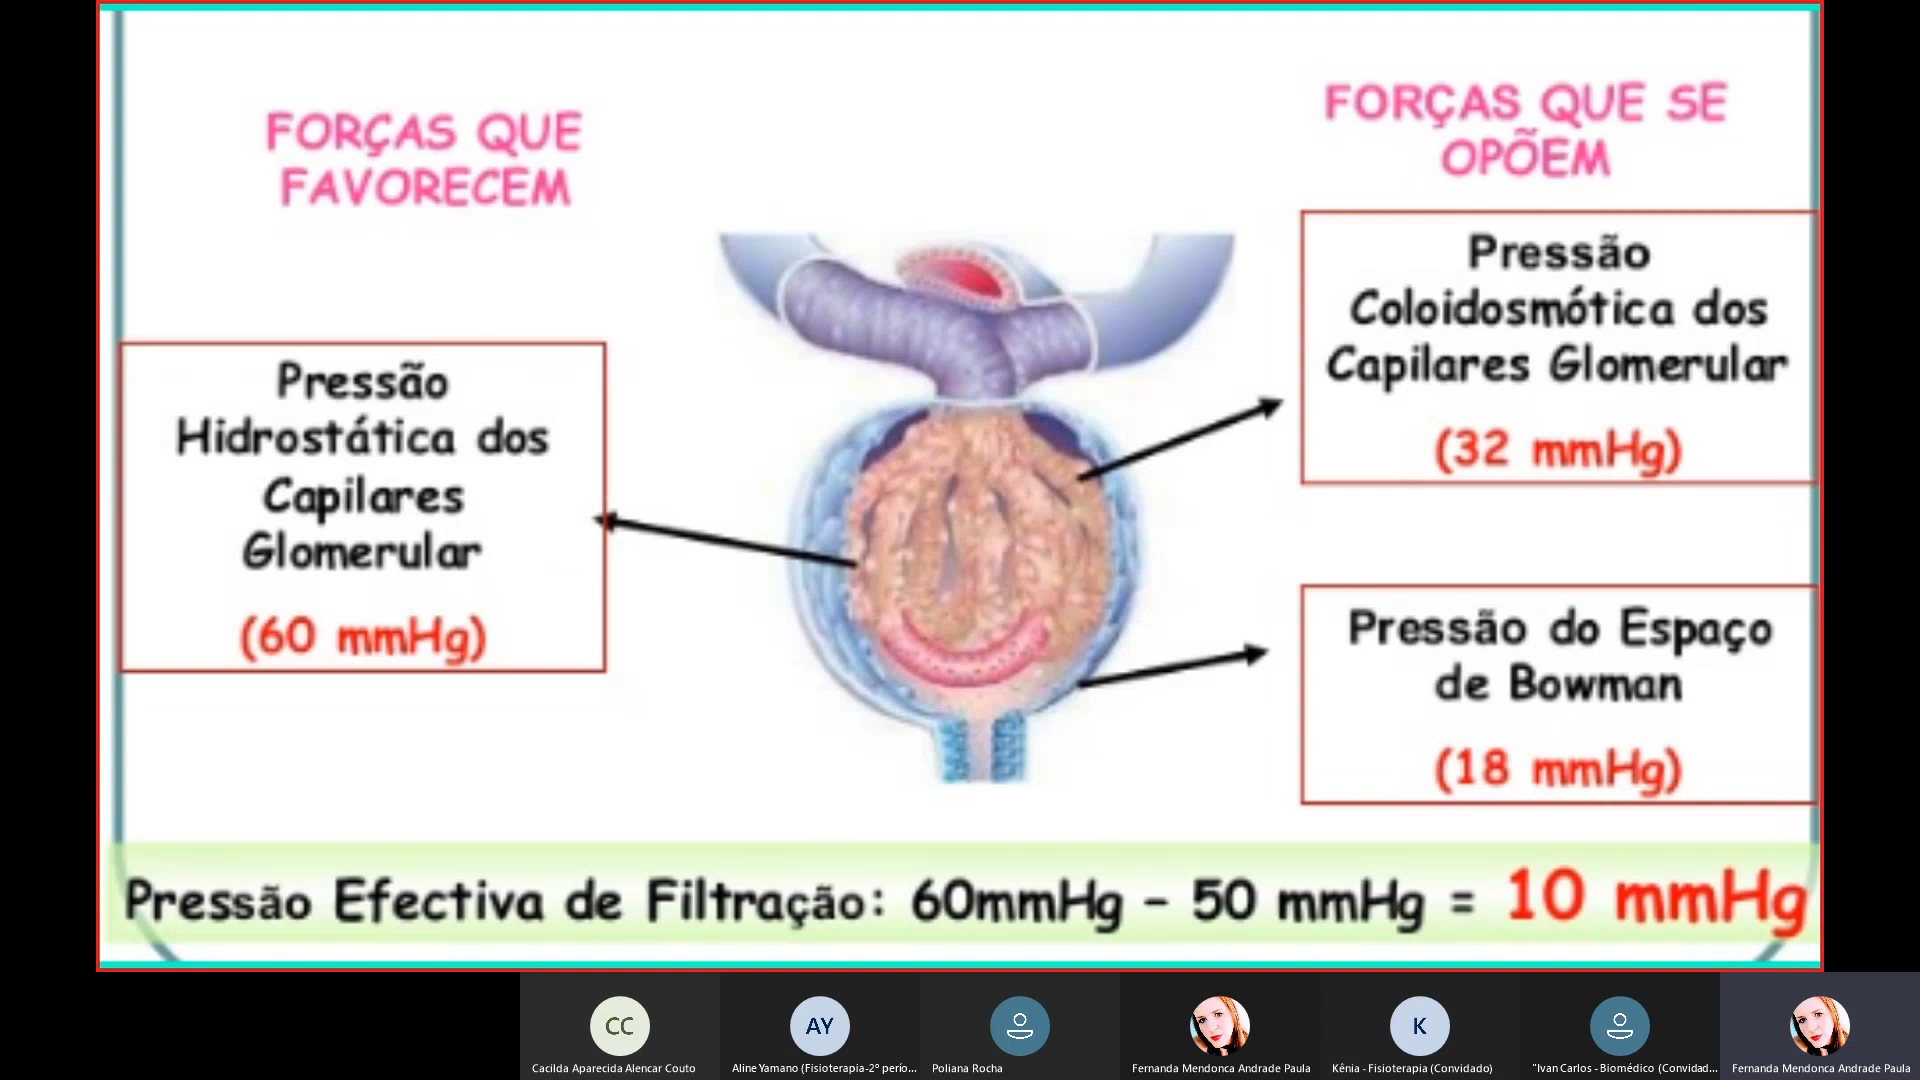 FORÇAS QUE
FAVORECEM
FORÇAS QUE SE
OPÕEM
Pressão
Hidrostática dos
Capilares
Glomerular
(60 mmHg)
Pressão
Coloidosmótica dos
Capilares Glomerular
(32 mmHg)
Pressão do Espaço
de Bowman
(18 mmHg)
Pressão Efectiva de Filtração: 60mmHg - 50 mmHg = 10 mmHg
CC
AY
K
Cacilda Aparecida Alencar Couto
Aline Yamano (Fisioterapia-2º perío...
Poliana Rocha
Fernanda Mendonca Andrade Paula
Kênia - Fisioterapia (Convidado)
"Ivan Carlos - Biomédico (Convidad...
Fernanda Mendonca Andrade Paula